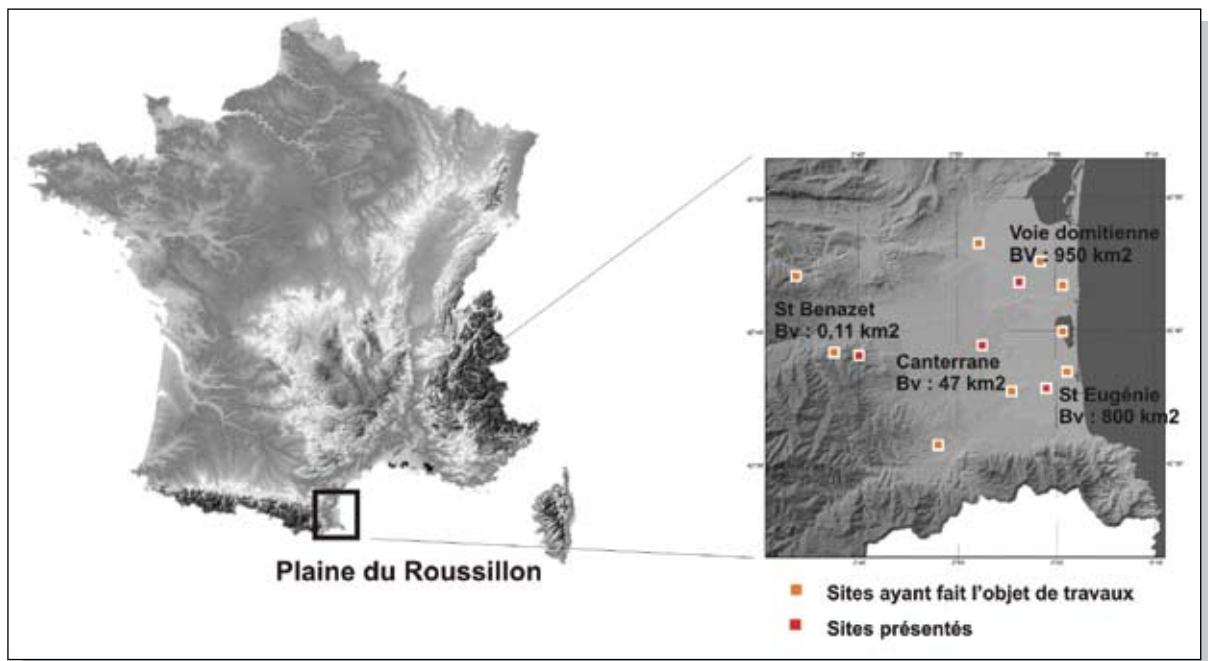 Voie domitienne
BV : 950 km2
St Benazet
Bv : 0,11 km2
Canterrane
Bv : 47 km2
St Eugénie
Bv : 800 km2
Plaine du Roussillon
Sites ayant fait l'objet de travaux
Sites présentés